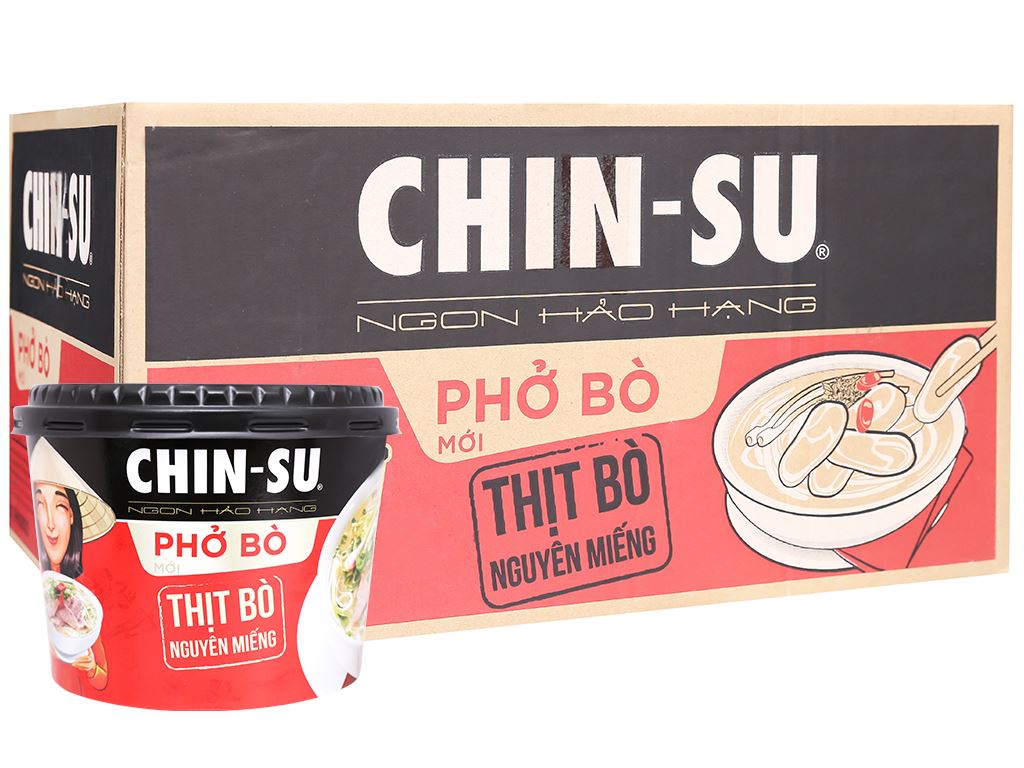 CHIN-SU®
NGON HẢO HẠNG
PHỞ BÒ
MỚI
THỊT BÒ
NGUYÊN MIẾNG
CHIN-SU®
NGON HẢO HẠNG
PHỞ BÒ
MỚI
CHIN-SU®
NGON HẢO HẠNG
PHỞ BÒ
MỚI
THỊT BÒ
NGUYÊN MIẾNG